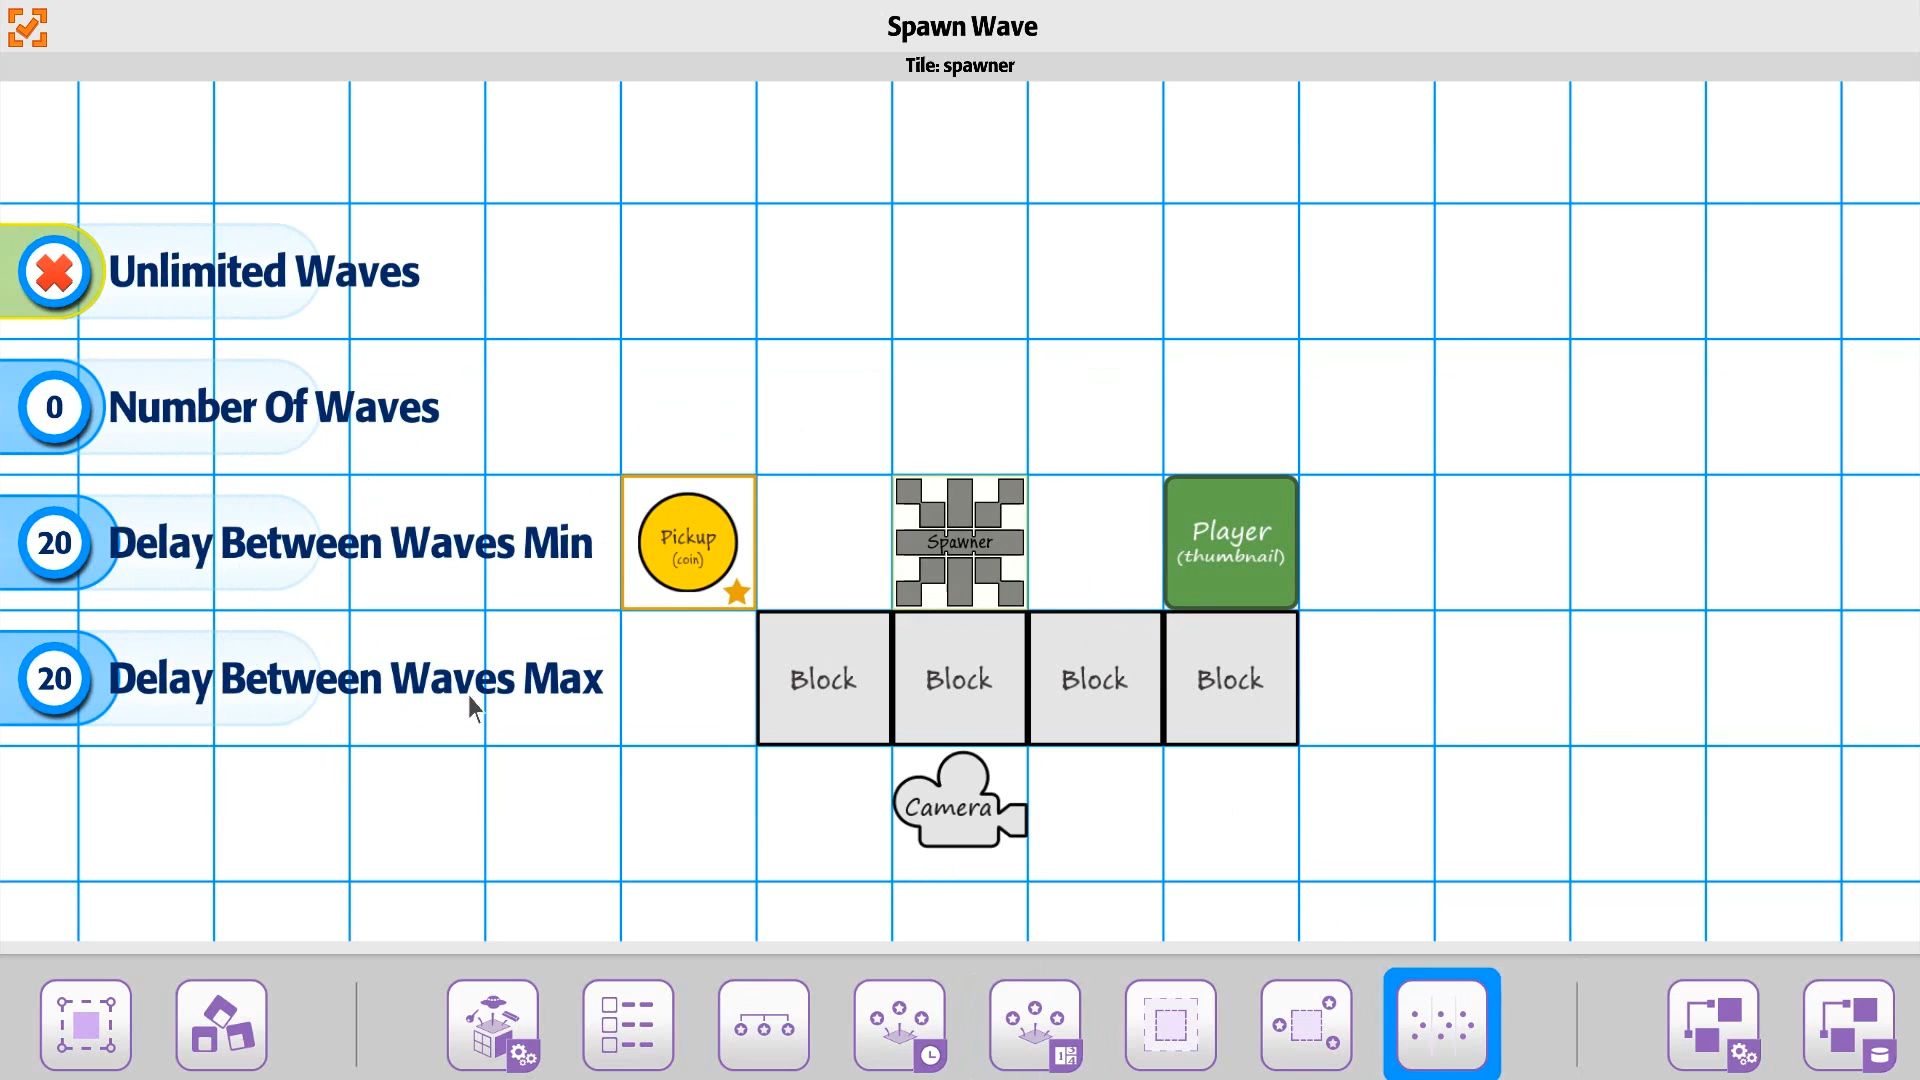 Spawn Wave
Tile: spawner
Unlimited Waves
0 Number Of Waves
20 Delay Between Waves Min
20 Delay Between Waves Max
Pickup
(coin)
Spawner
Player
(thumbnail)
Block
Block
Block
Block
Camera